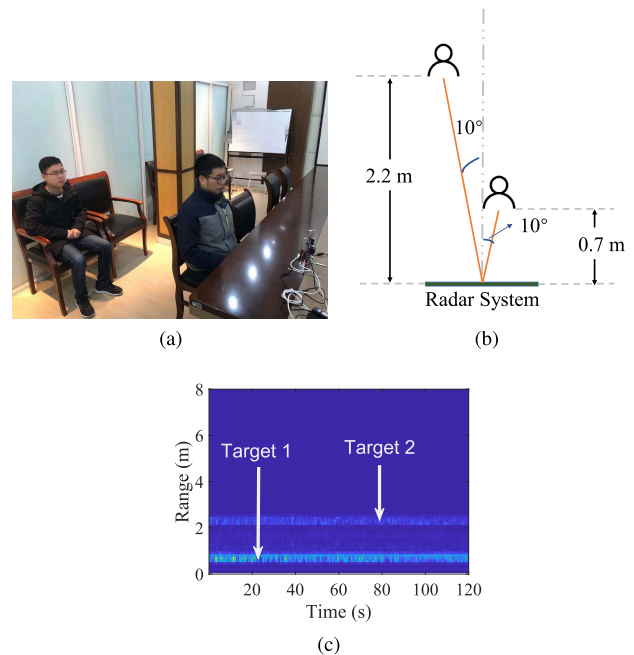 10°
2.2 m
10°
0.7 m
Radar System
(a)
(b)
8
6
4
2
0
Range (m)
Target 1
Target 2
20
40
60
80
100
120
Time (s)
(c)